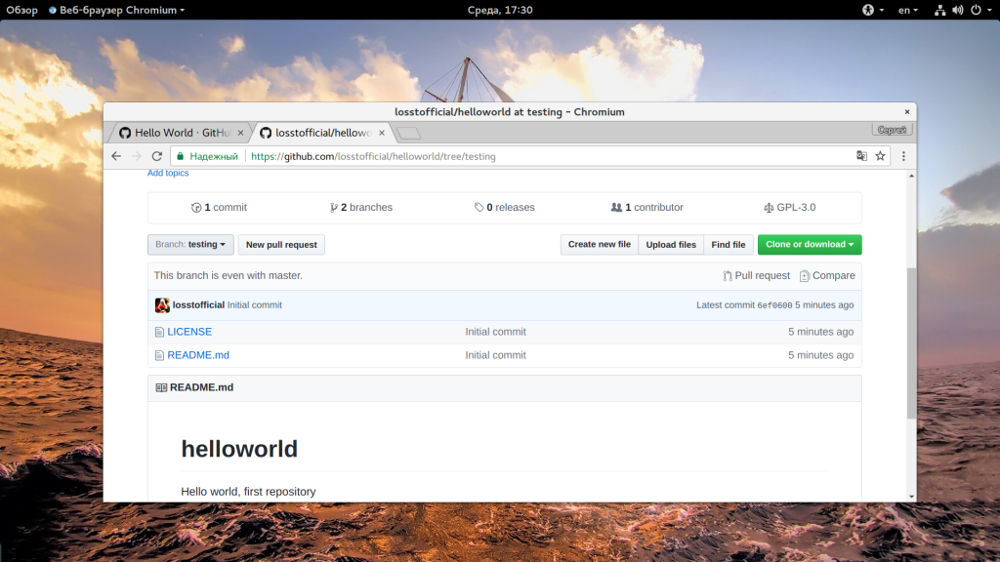 Обзор Веб-браузер Chromium Среда, 17:30 en
losstofficial/helloworld at testing - Chromium ×
Hello World · GitHu × losstofficial/hellowo × Сергей
Надежный https://github.com/losstofficial/helloworld/tree/testing
Add topics
1 commit 2 branches 0 releases 1 contributor GPL-3.0
Branch: testing New pull request Create new file Upload files Find file Clone or download
This branch is even with master. Pull request Compare
losstofficial Initial commit Latest commit 6ef0600 5 minutes ago
LICENSE Initial commit 5 minutes ago
README.md Initial commit 5 minutes ago
README.md
helloworld
Hello world, first repository